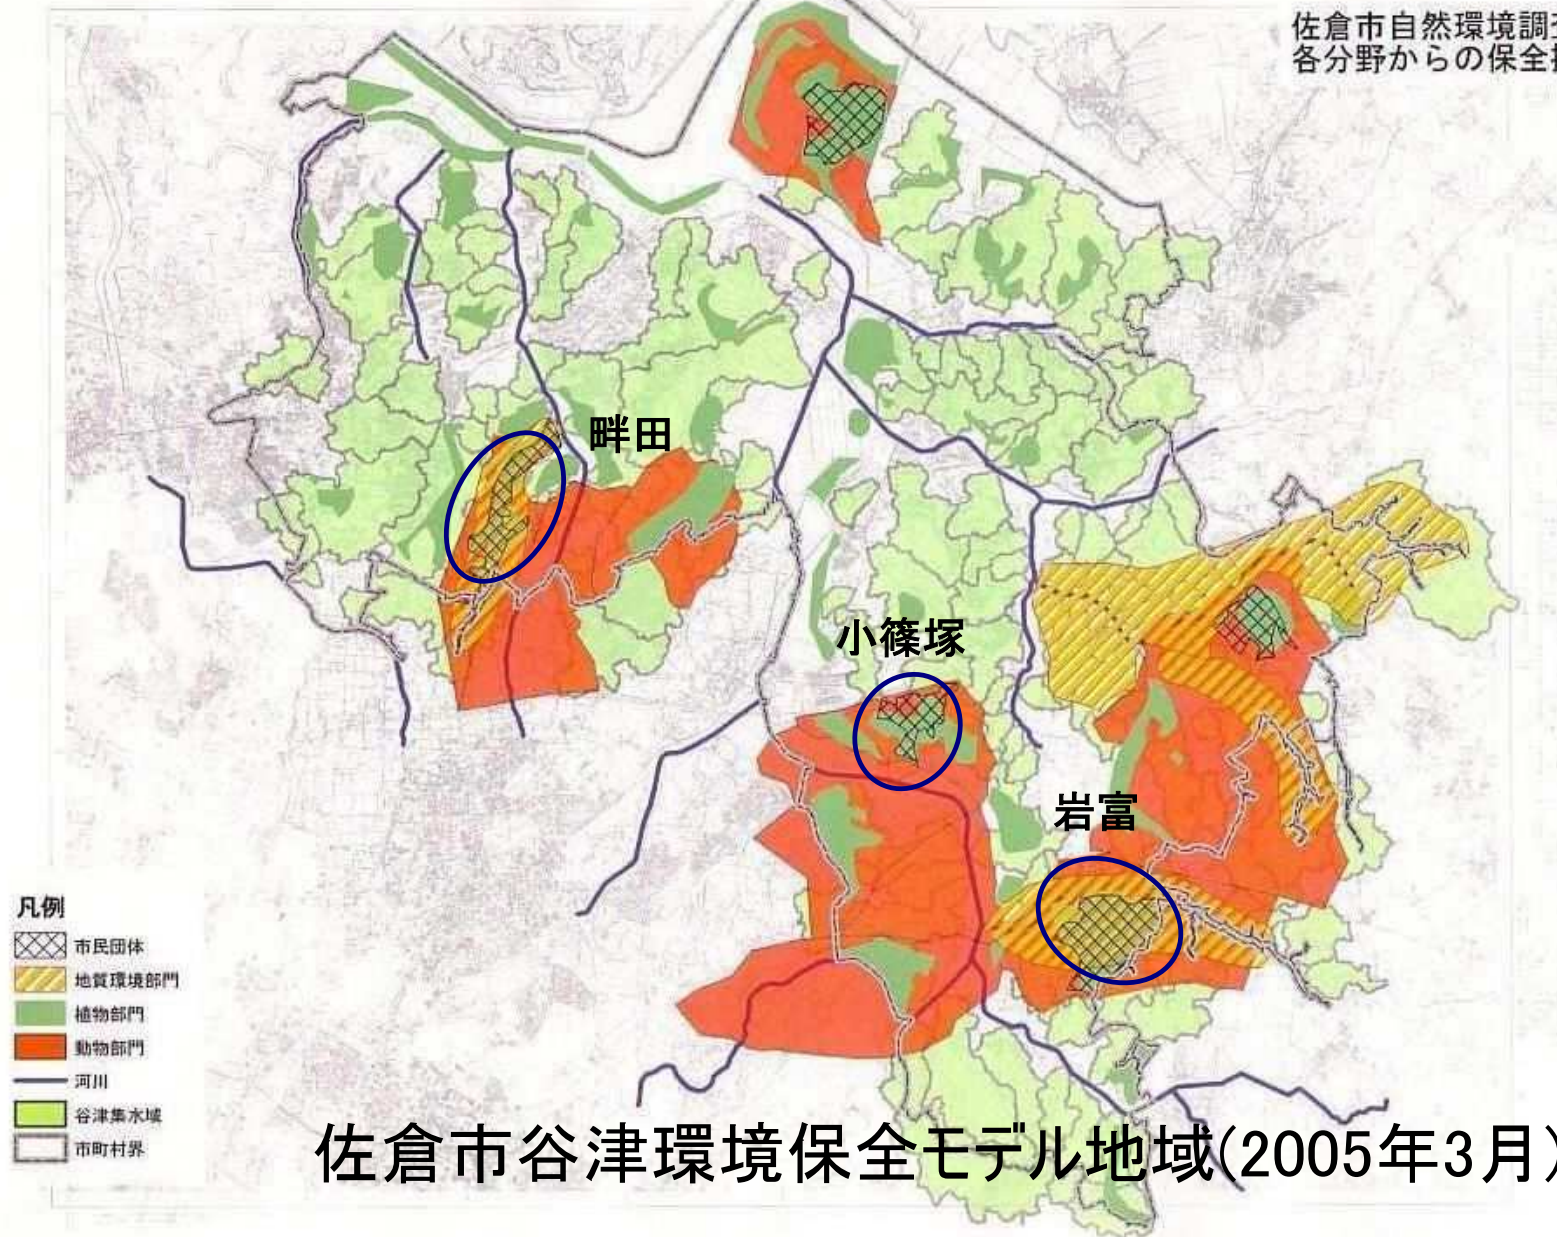 佐倉市自然環境調査
各分野からの保全
畔田
小篠塚
岩富
凡例
市民団体
地質環境部門
植物部門
動物部門
河川
谷津集水域
市町村界
佐倉市谷津環境保全モデル地域(2005年3月)